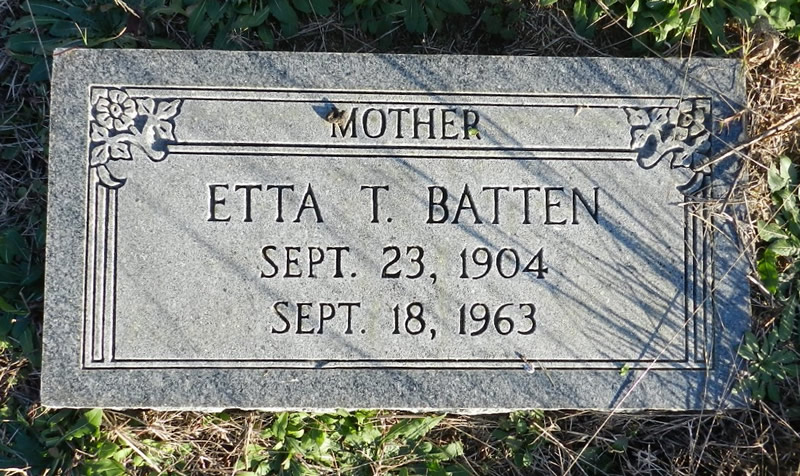 MOTHER
ETTA T. BATTEN
SEPT. 23, 1904
SEPT. 18, 1963